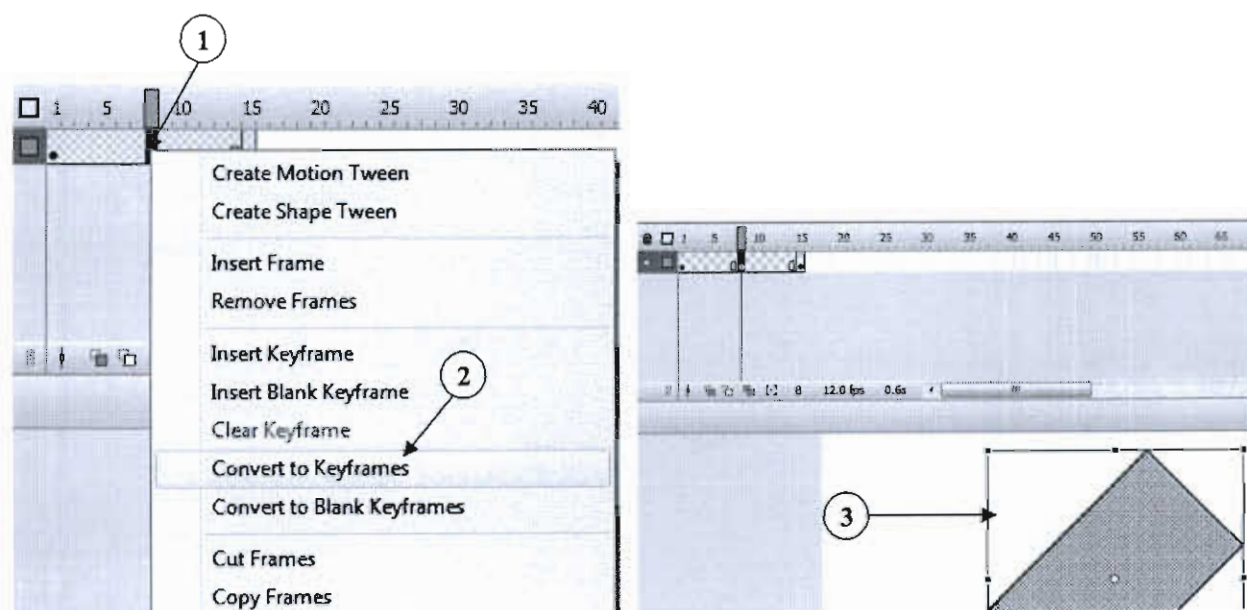 1
1 5 10 15 20 25 30 35 40
Create Motion Tween
Create Shape Tween
Insert Frame
Remove Frames
Insert Keyframe
2
Insert Blank Keyframe
Clear Keyframe
Convert to Keyframes
Convert to Blank Keyframes
Cut Frames
Copy Frames
1 5 10 15 20 25 30 35 40 45 50 55 60 65
8 12.0 fps 0.6s
3